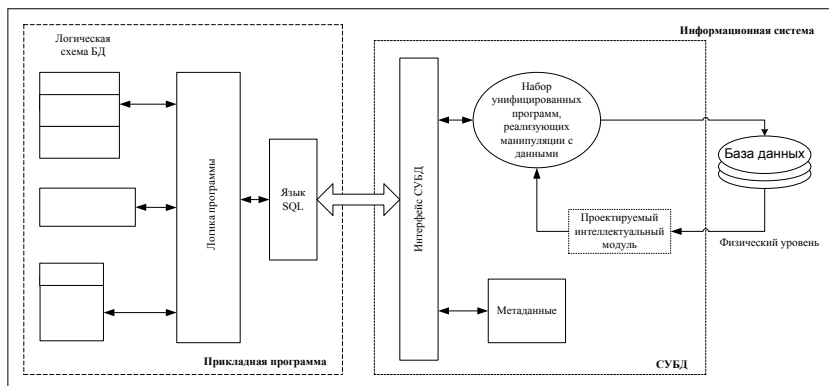 Информационная система
Логическая
схема БД
Логика программы
Язык
SQL
Прикладная программа
Интерфейс СУБД
Набор
унифицированных
программ,
реализующих
манипуляции с
данными
База данных
Проектируемый
интеллектуальный
модуль
Физический уровень
Метаданные
СУБД